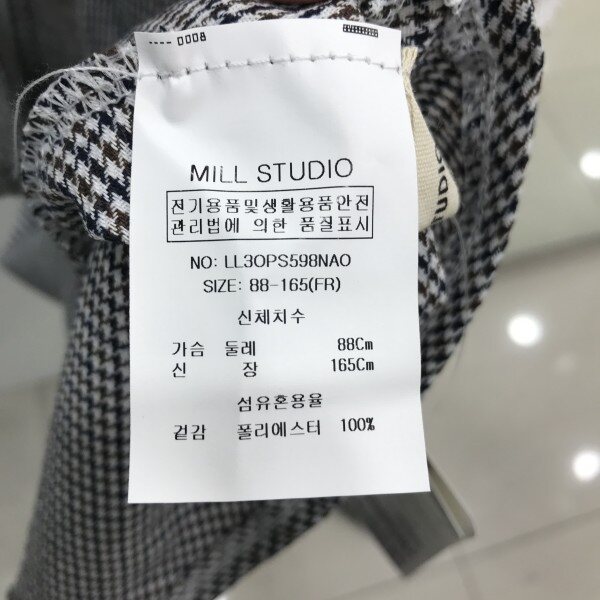 ---- 0008
MILL STUDIO
전기용품및생활용품안전
관리법에 의한 품질표시
NO: LL3OPS598NAO
SIZE: 88-165(FR)
신체치수
가슴 둘레 88Cm
신 장 165Cm
섬유혼용율
겉감 폴리에스터 100%
STUDIO